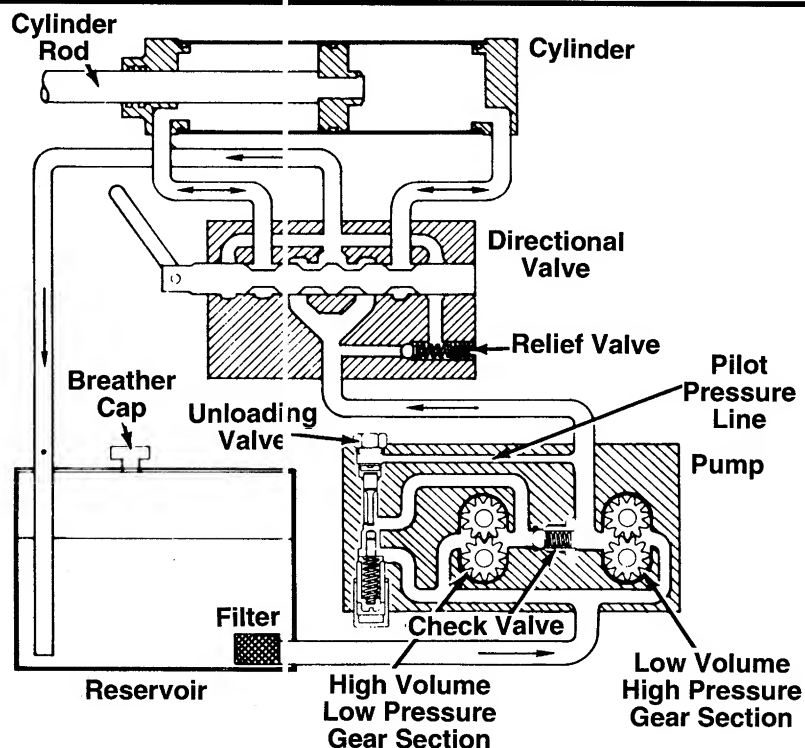 Cylinder
Rod
Cylinder
Directional
Valve
Relief Valve
Pilot
Pressure
Line
Breather
Cap
Unloading
Valve
Pump
Filter
Check Valve
Reservoir
High Volume
Low Pressure
Gear Section
Low Volume
High Pressure
Gear Section